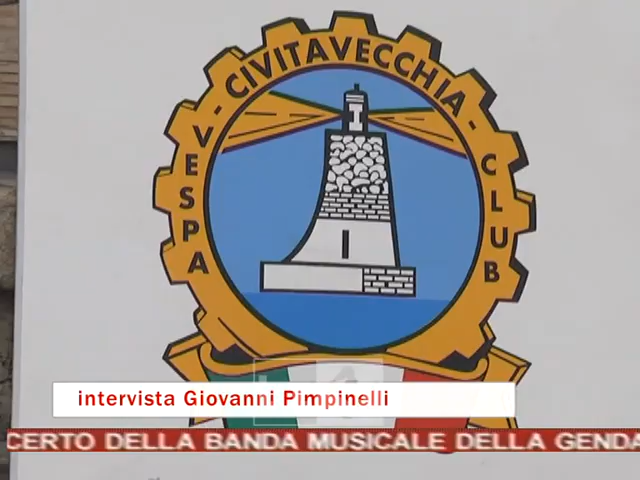 VESPA - CIVITAVECCHIA - CLUB
intervista Giovanni Pimpinelli
CERTO DELLA BANDA MUSICALE DELLA GENDA